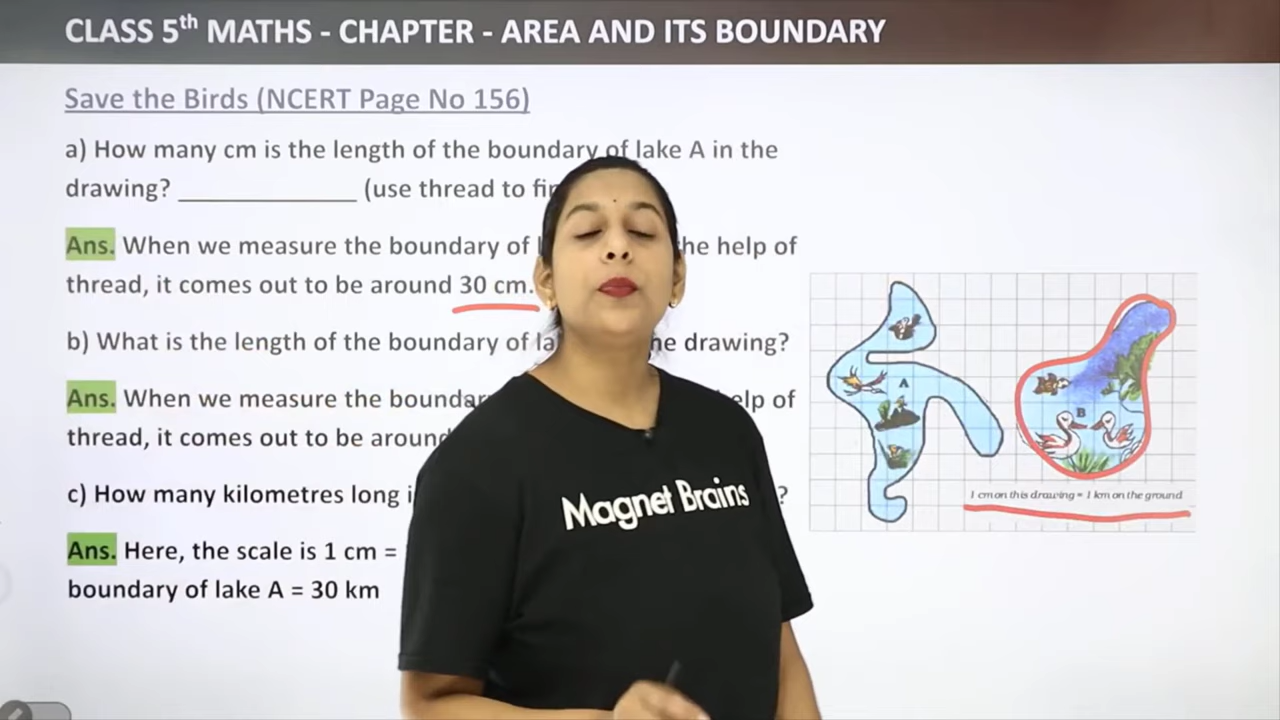 CLASS 5th MATHS - CHAPTER - AREA AND ITS BOUNDARY
Save the Birds (NCERT Page No 156)
a) How many cm is the length of the boundary of lake A in the
drawing? ____________ (use thread to
Ans. When we measure the boundary of he help of
thread, it comes out to be around 30 cm.
b) What is the length of the boundary of he drawing?
Ans. When we measure the elp of
thread, it comes out to be around
c) How many kilometres long ?
Ans. Here, the scale is 1 cm =
boundary of lake A = 30 km
A
B
1 cm on this drawing = 1 km on the ground
Magnet Brains